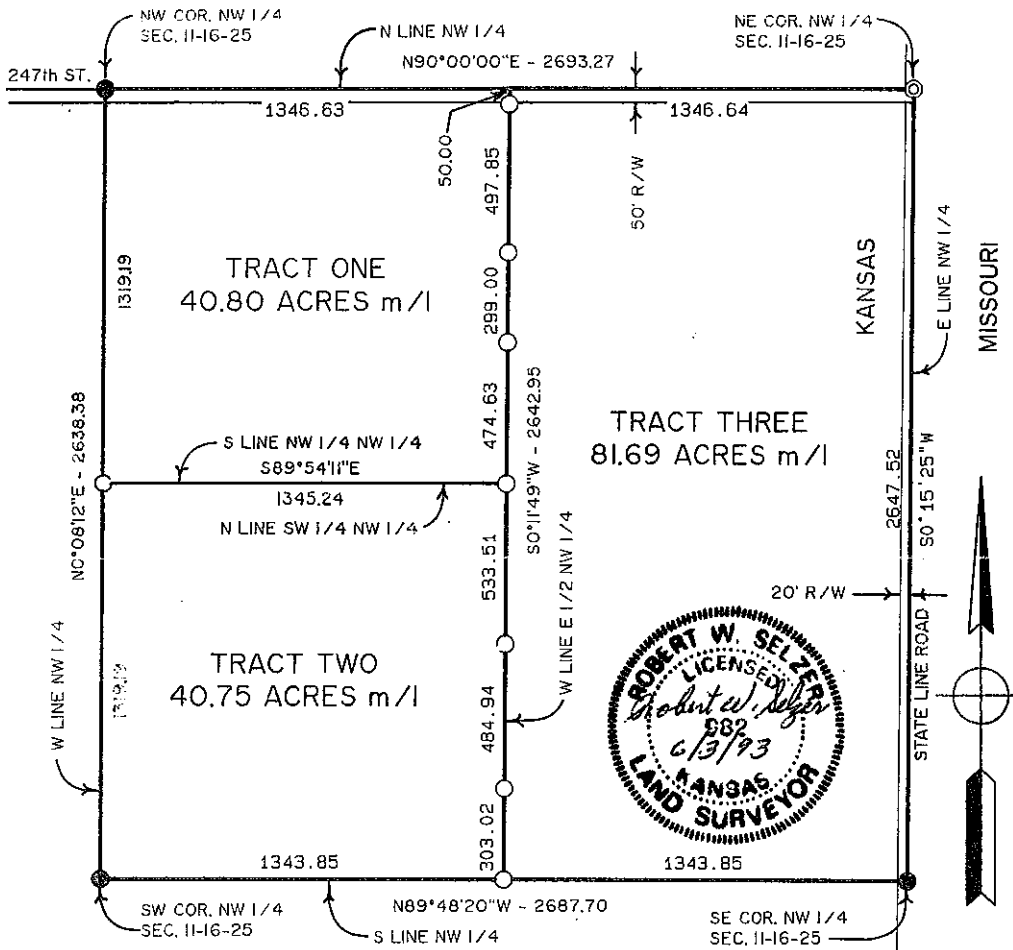 NW COR. NW 1/4
SEC. 11-16-25
N LINE NW 1/4
NE COR. NW 1/4
SEC. 11-16-25
N90°00'00"E - 2693.27
247th ST.
1346.63
1346.64
50.00
497.85
50' R/W
1319.19
TRACT ONE
40.80 ACRES m/l
299.00
KANSAS
E LINE NW 1/4
MISSOURI
N0°08'12"E - 2638.38
474.63
S0°11'49"W - 2642.95
TRACT THREE
81.69 ACRES m/l
S LINE NW 1/4 NW 1/4
S89°54'11"E
1345.24
N LINE SW 1/4 NW 1/4
2647.52
S0°15'25"W
533.51
W LINE E 1/2 NW 1/4
20' R/W
W LINE NW 1/4
1319.19
TRACT TWO
40.75 ACRES m/l
484.94
ROBERT W. SELZER
LICENSED
Robert W. Selzer
982
6/3/93
KANSAS
LAND SURVEYOR
STATE LINE ROAD
303.02
1343.85
1343.85
SW COR. NW 1/4
SEC. 11-16-25
N89°48'20"W - 2687.70
S LINE NW 1/4
SE COR. NW 1/4
SEC. 11-16-25